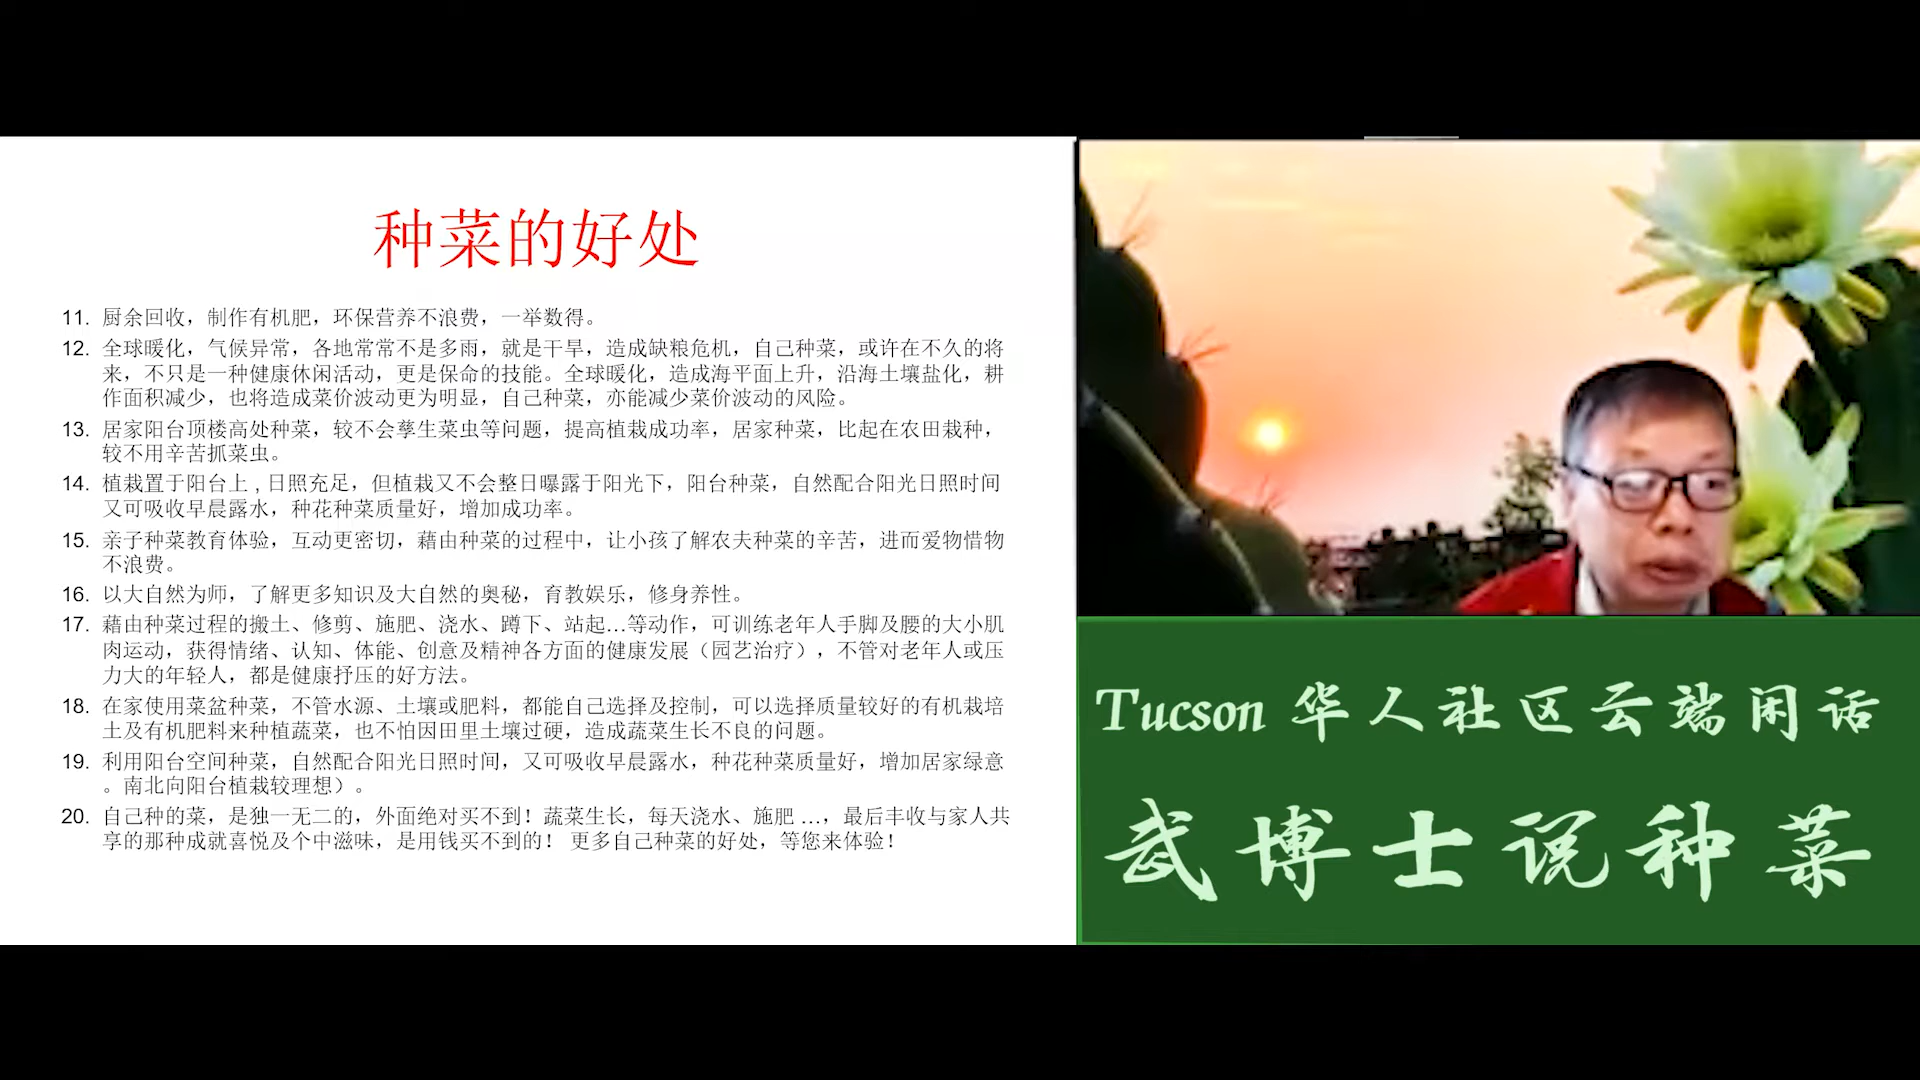 种菜的好处
11. 厨余回收，制作有机肥，环保营养不浪费，一举数得。
12. 全球暖化，气候异常，各地常常不是多雨，就是干旱，造成缺粮危机，自己种菜，或许在不久的将
来，不只是一种健康休闲活动，更是保命的技能。全球暖化，造成海平面上升，沿海土壤盐化，耕
作面积减少，也将造成菜价波动更为明显，自己种菜，亦能减少菜价波动的风险。
13. 居家阳台顶楼高处种菜，较不会孳生菜虫等问题，提高植栽成功率，居家种菜，比起在农田栽种，
较不用辛苦抓菜虫。
14. 植栽置于阳台上 , 日照充足，但植栽又不会整日曝露于阳光下，阳台种菜，自然配合阳光日照时间
又可吸收早晨露水，种花种菜质量好，增加成功率。
15. 亲子种菜教育体验，互动更密切，藉由种菜的过程中，让小孩了解农夫种菜的辛苦，进而爱物惜物
不浪费。
16. 以大自然为师，了解更多知识及大自然的奥秘，育教娱乐，修身养性。
17. 藉由种菜过程的搬土、修剪、施肥、浇水、蹲下、站起...等动作，可训练老年人手脚及腰的大小肌
肉运动，获得情绪、认知、体能、创意及精神各方面的健康发展（园艺治疗），不管对老年人或压
力大的年轻人，都是健康抒压的好方法。
18. 在家使用菜盆种菜，不管水源、土壤或肥料，都能自己选择及控制，可以选择质量较好的有机栽培
土及有机肥料来种植蔬菜，也不怕因田里土壤过硬，造成蔬菜生长不良的问题。
19. 利用阳台空间种菜，自然配合阳光日照时间，又可吸收早晨露水，种花种菜质量好，增加居家绿意
。南北向阳台植栽较理想）。
20. 自己种的菜，是独一无二的，外面绝对买不到！蔬菜生长，每天浇水、施肥 ...，最后丰收与家人共
享的那种成就喜悦及个中滋味，是用钱买不到的！ 更多自己种菜的好处，等您来体验！
Tucson 华人社区云端闲话
武博士说种菜